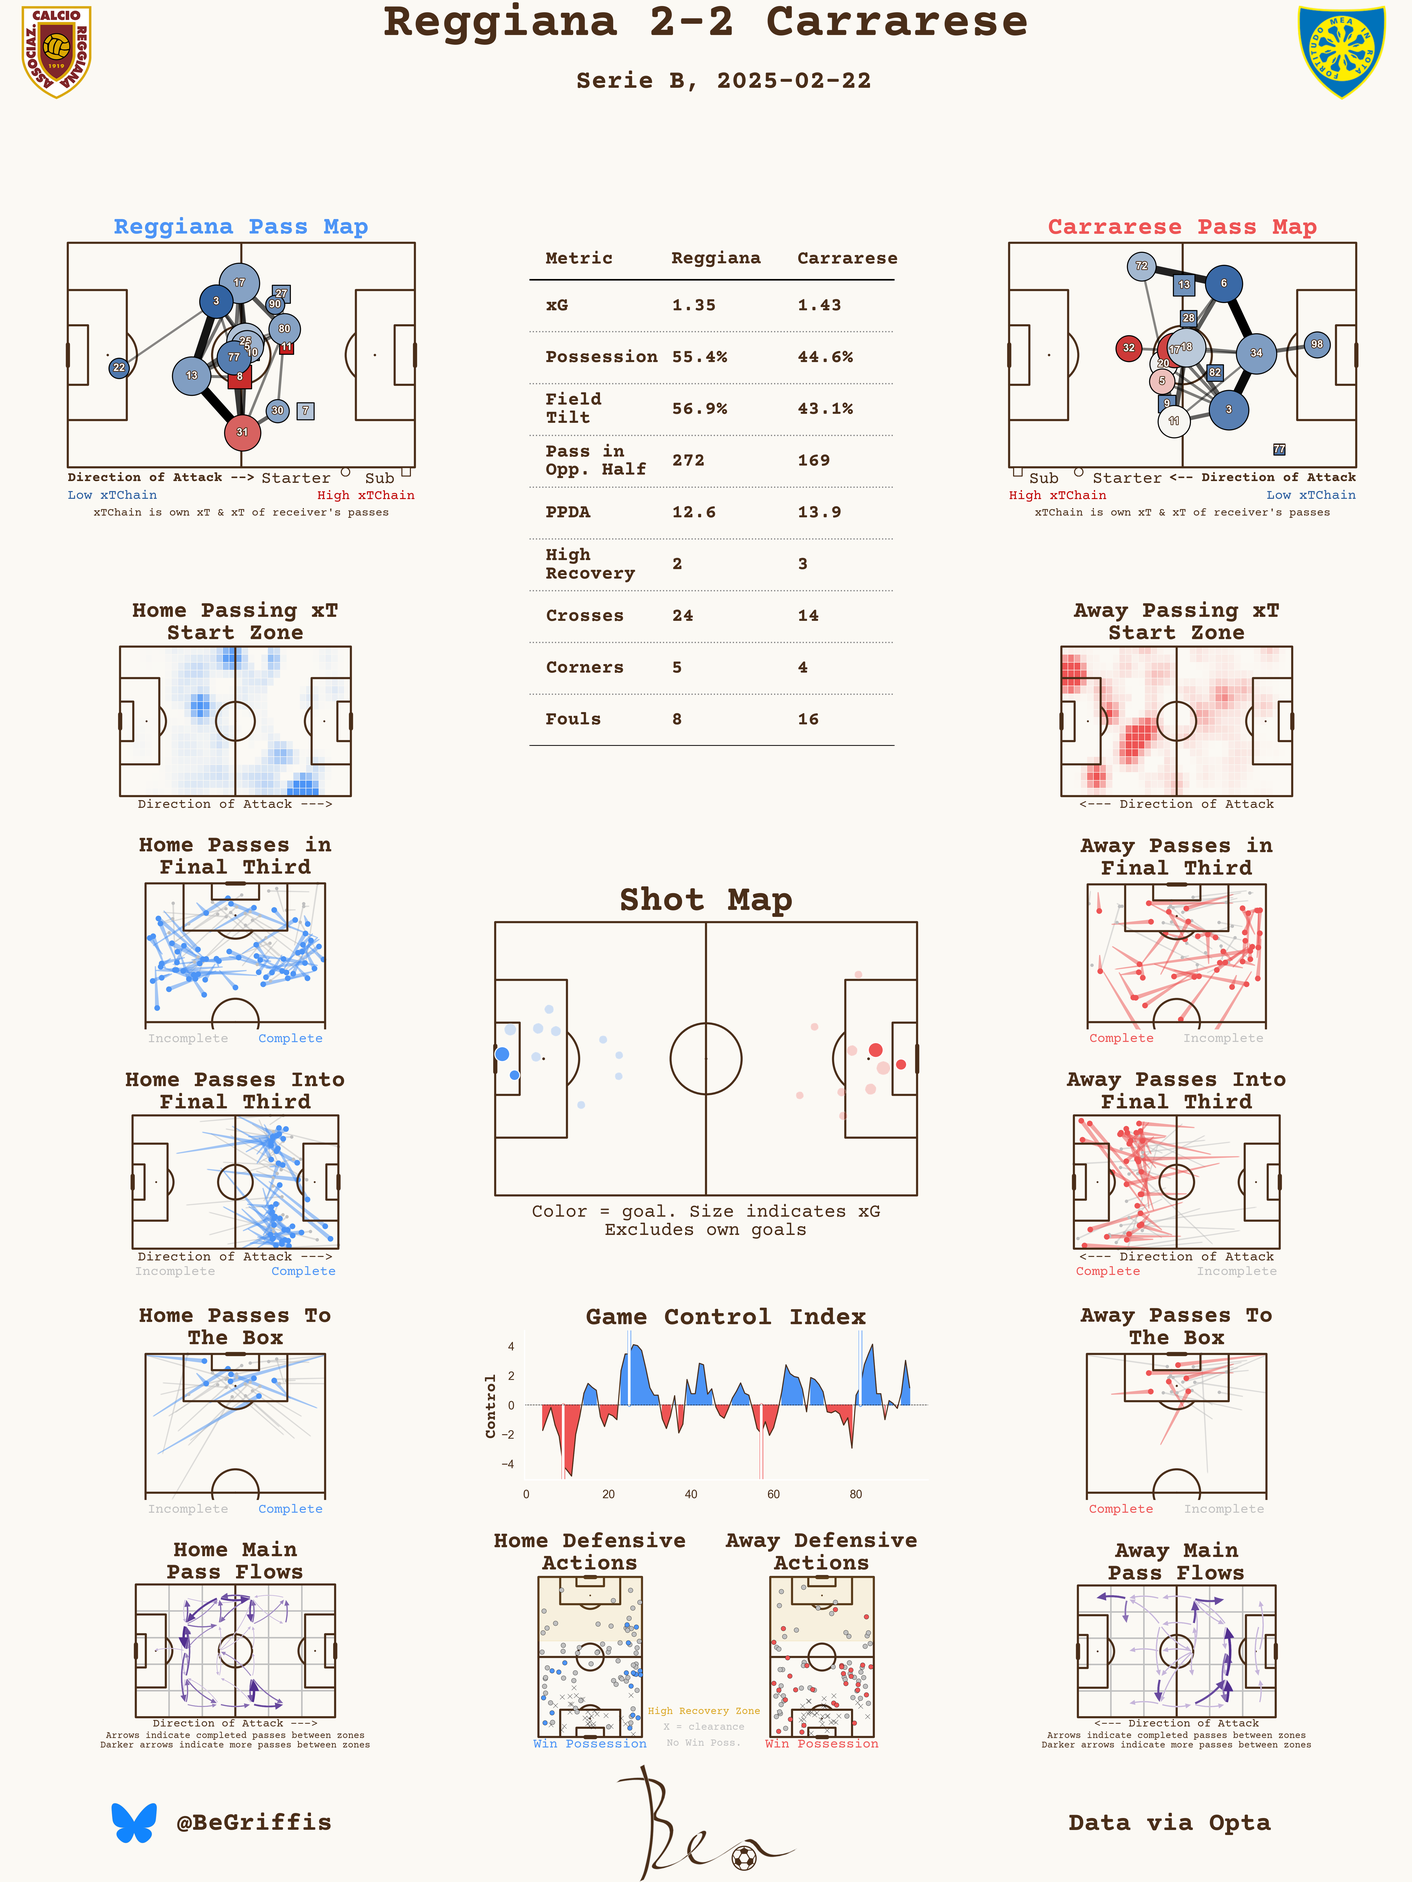 Reggiana 2-2 Carrarese
Serie B, 2025-02-22
CALCIO
REGGIANA
ASSOCIAZ.
1919
FORTITUDO MEA IN ROTA
Reggiana Pass Map
17
3
27
90
80
25
5
10
11
77
22
13
8
30
7
31
Direction of Attack --> Starter Sub
Low xTChain High xTChain
xTChain is own xT & xT of receiver's passes
Metric Reggiana Carrarese
xG 1.35 1.43
Possession 55.4% 44.6%
Field
Tilt 56.9% 43.1%
Pass in
Opp. Half 272 169
PPDA 12.6 13.9
High
Recovery 2 3
Crosses 24 14
Corners 5 4
Fouls 8 16
Carrarese Pass Map
72
13
6
28
32
17
18
34
98
20
5
82
9
3
11
77
Sub Starter <-- Direction of Attack
High xTChain Low xTChain
xTChain is own xT & xT of receiver's passes
Home Passing xT
Start Zone
Direction of Attack --->
Away Passing xT
Start Zone
<--- Direction of Attack
Home Passes in
Final Third
Incomplete Complete
Away Passes in
Final Third
Complete Incomplete
Shot Map
Color = goal. Size indicates xG
Excludes own goals
Home Passes Into
Final Third
Direction of Attack --->
Incomplete Complete
Away Passes Into
Final Third
<--- Direction of Attack
Complete Incomplete
Home Passes To
The Box
Incomplete Complete
Game Control Index
Control
4
2
0
−2
−4
0 20 40 60 80
Away Passes To
The Box
Complete Incomplete
Home Main
Pass Flows
Direction of Attack --->
Arrows indicate completed passes between zones
Darker arrows indicate more passes between zones
Home Defensive
Actions
Win Possession
High Recovery Zone
X = clearance
No Win Poss.
Away Defensive
Actions
Win Possession
Away Main
Pass Flows
<--- Direction of Attack
Arrows indicate completed passes between zones
Darker arrows indicate more passes between zones
@BeGriffis
Ben
Data via Opta